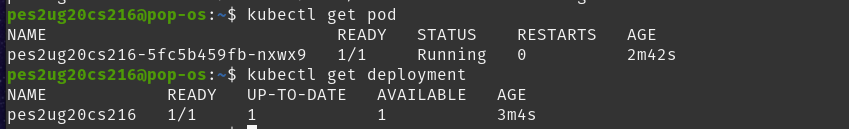 pes2ug20cs216@pop-os:~$ kubectl get pod
NAME READY STATUS RESTARTS AGE
pes2ug20cs216-5fc5b459fb-nxwx9 1/1 Running 0 2m42s
pes2ug20cs216@pop-os:~$ kubectl get deployment
NAME READY UP-TO-DATE AVAILABLE AGE
pes2ug20cs216 1/1 1 1 3m4s